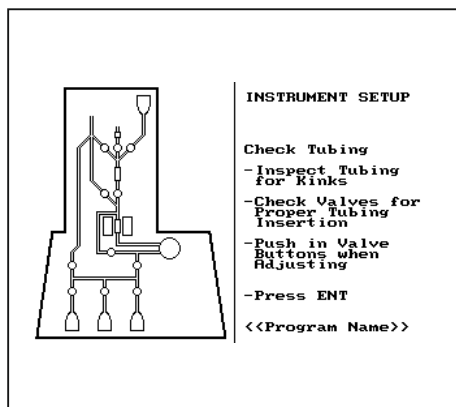 INSTRUMENT SETUP
Check Tubing
-Inspect Tubing
for Kinks
-Check Valves for
Proper Tubing
Insertion
-Push in Valve
Buttons when
Adjusting
-Press ENT
<<Program Name>>